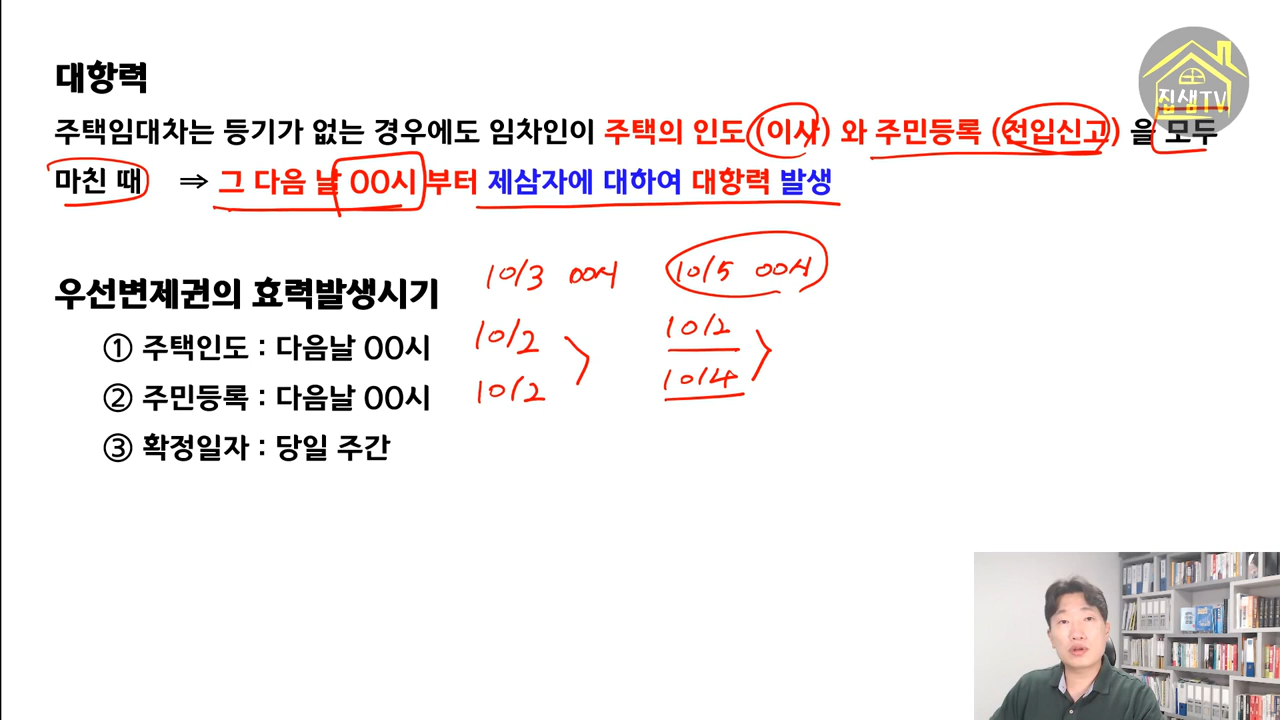 집샘TV
대항력
주택임대차는 등기가 없는 경우에도 임차인이 주택의 인도 (이사) 와 주민등록 (전입신고) 을 모두
마친 때 ⇒ 그 다음 날 00시 부터 제삼자에 대하여 대항력 발생
10/3 00시 10/5 00시
우선변제권의 효력발생시기
① 주택인도 : 다음날 00시 10/2 10/2
② 주민등록 : 다음날 00시 10/2 10/4
③ 확정일자 : 당일 주간